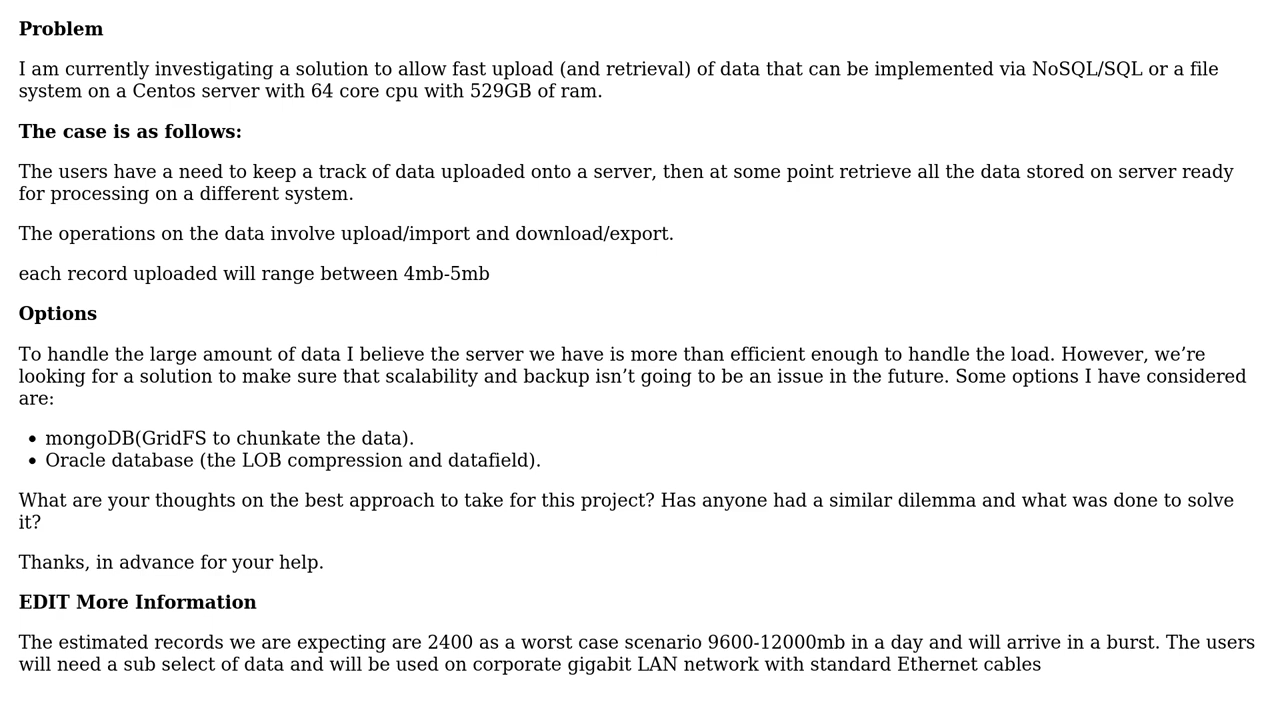 Problem
I am currently investigating a solution to allow fast upload (and retrieval) of data that can be implemented via NoSQL/SQL or a file
system on a Centos server with 64 core cpu with 529GB of ram.
The case is as follows:
The users have a need to keep a track of data uploaded onto a server, then at some point retrieve all the data stored on server ready
for processing on a different system.
The operations on the data involve upload/import and download/export.
each record uploaded will range between 4mb-5mb
Options
To handle the large amount of data I believe the server we have is more than efficient enough to handle the load. However, we’re
looking for a solution to make sure that scalability and backup isn’t going to be an issue in the future. Some options I have considered
are:
• mongoDB(GridFS to chunkate the data).
• Oracle database (the LOB compression and datafield).
What are your thoughts on the best approach to take for this project? Has anyone had a similar dilemma and what was done to solve
it?
Thanks, in advance for your help.
EDIT More Information
The estimated records we are expecting are 2400 as a worst case scenario 9600-12000mb in a day and will arrive in a burst. The users
will need a sub select of data and will be used on corporate gigabit LAN network with standard Ethernet cables